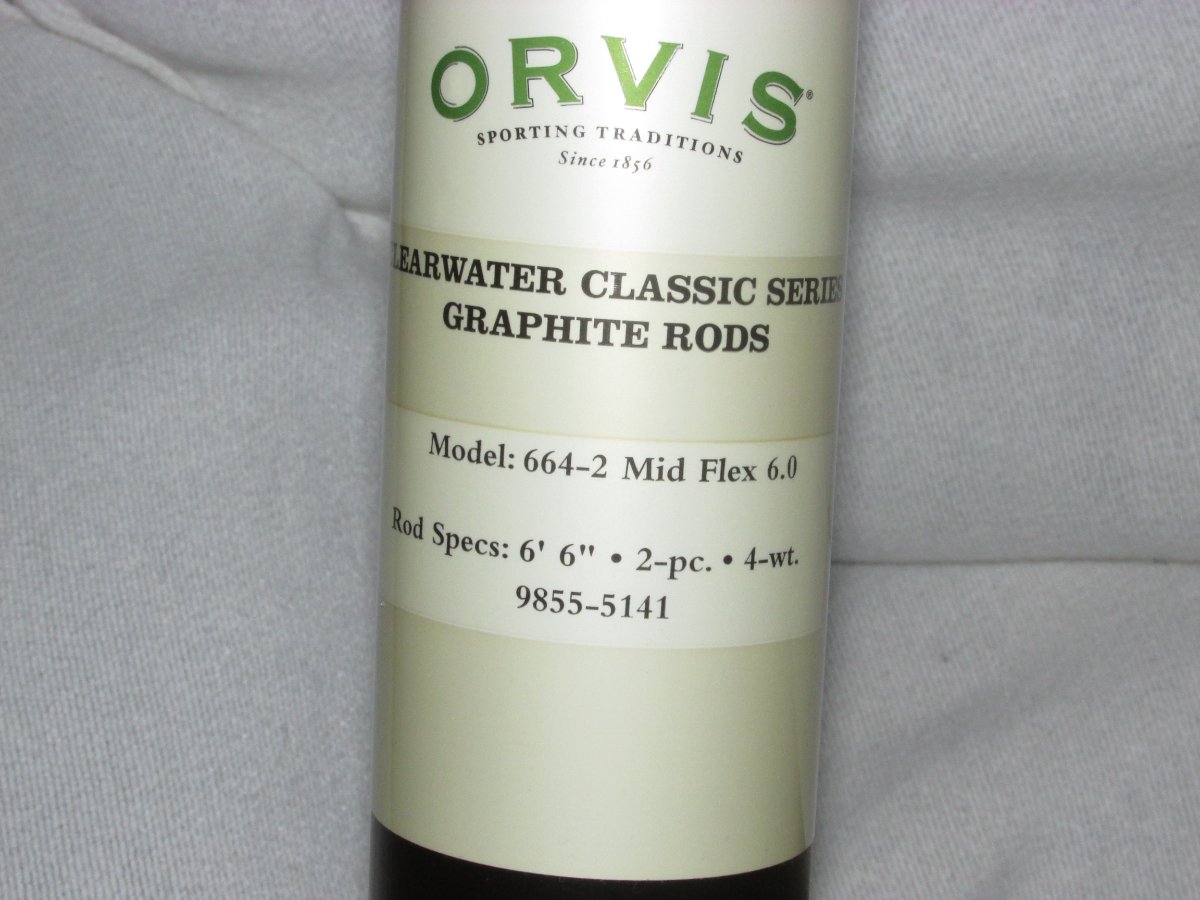 ORVIS®
SPORTING TRADITIONS
Since 1856
LEARWATER CLASSIC SERIES
GRAPHITE RODS
Model: 664-2 Mid Flex 6.0
Rod Specs: 6' 6" • 2-pc. • 4-wt.
9855-5141